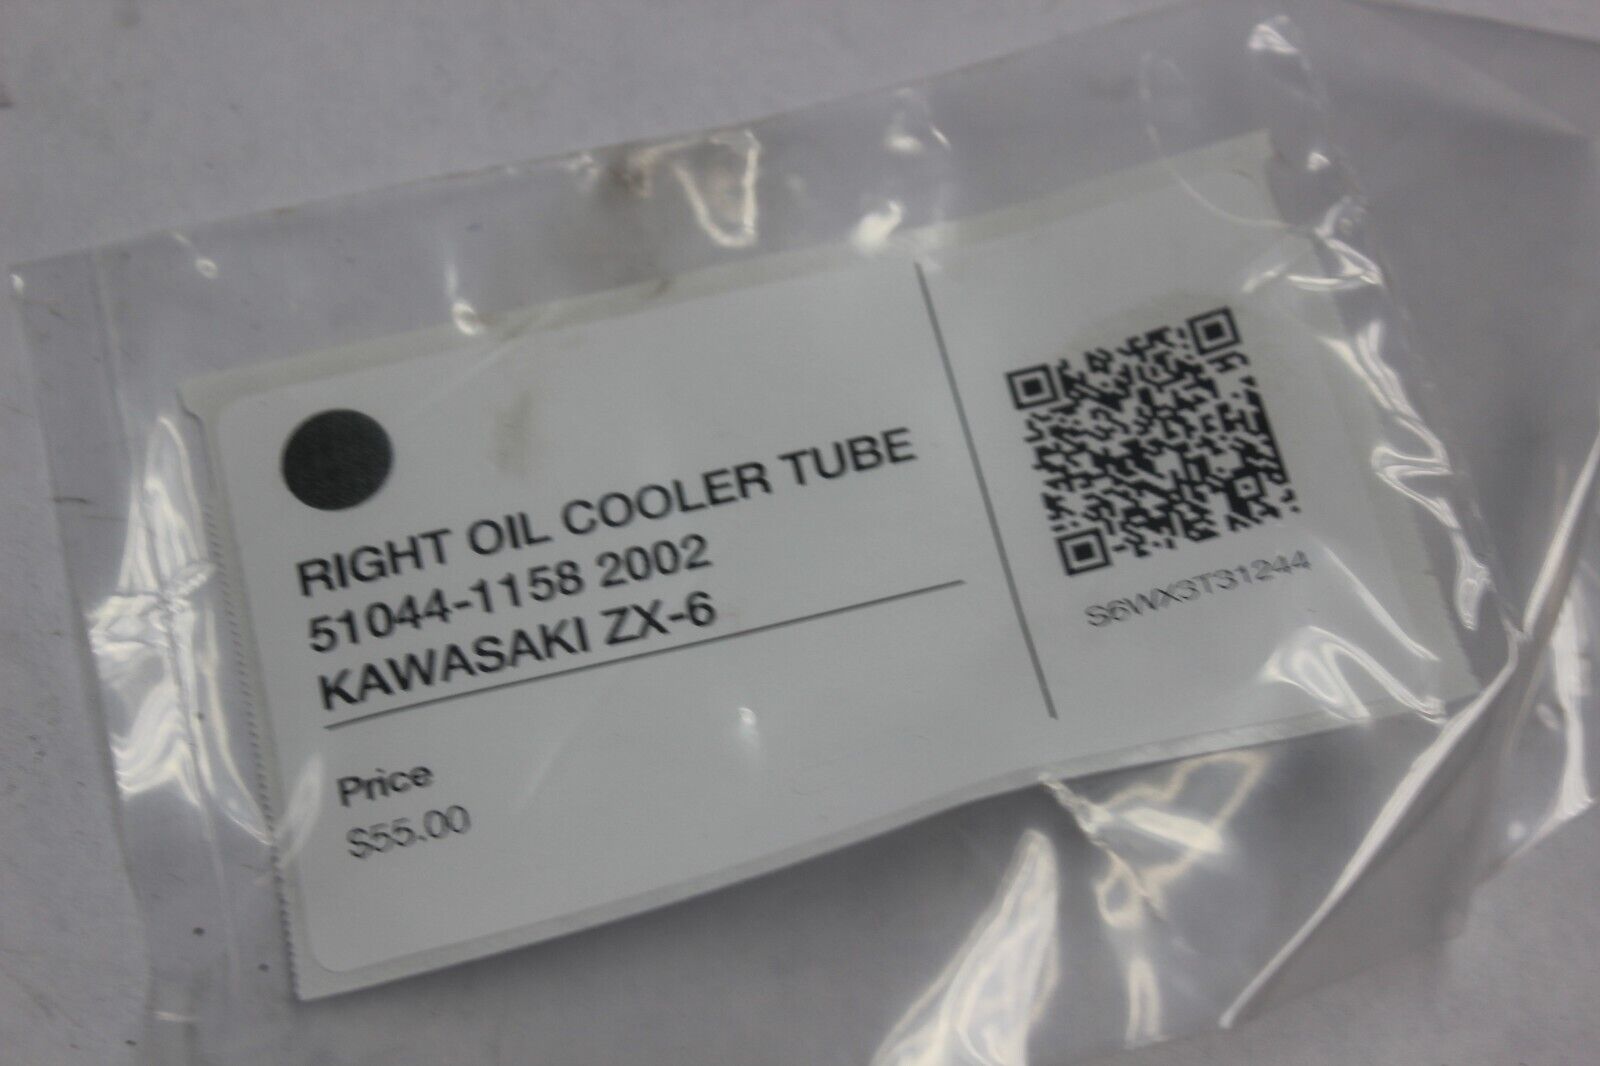 RIGHT OIL COOLER TUBE
51044-1158 2002
KAWASAKI ZX-6
Price
$55.00
S6WX3T31244